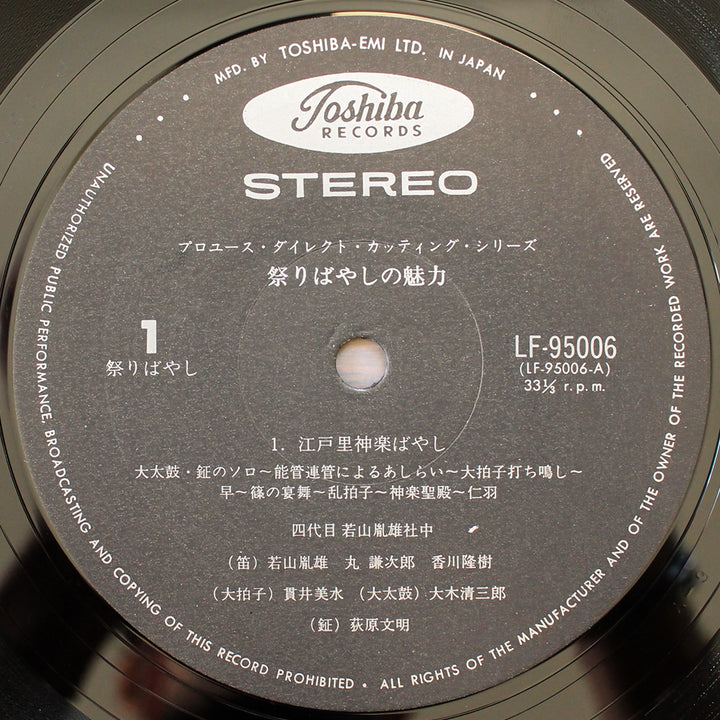 MFD. BY TOSHIBA-EMI LTD. IN JAPAN
Toshiba
RECORDS
STEREO
プロユース・ダイレクト・カッティング・シリーズ
祭りばやしの魅力
1
祭りばやし
LF-95006
(LF-95006-A)
33⅓ r.p.m.
1. 江戸里神楽ばやし
大太鼓・鉦のソロ～能管連管によるあしらい～大拍子打ち鳴し～
早～篠の宴舞～乱拍子～神楽聖殿～仁羽
四代目 若山胤雄社中
(笛) 若山胤雄 丸 謙次郎 香川隆樹
(大拍子) 貫井美水 (大太鼓) 大木清三郎
(鉦) 荻原文明
UNAUTHORIZED PUBLIC PERFORMANCE, BROADCASTING AND COPYING OF THIS RECORD PROHIBITED • ALL RIGHTS OF THE MANUFACTURER AND OF THE OWNER OF THE RECORDED WORK ARE RESERVED